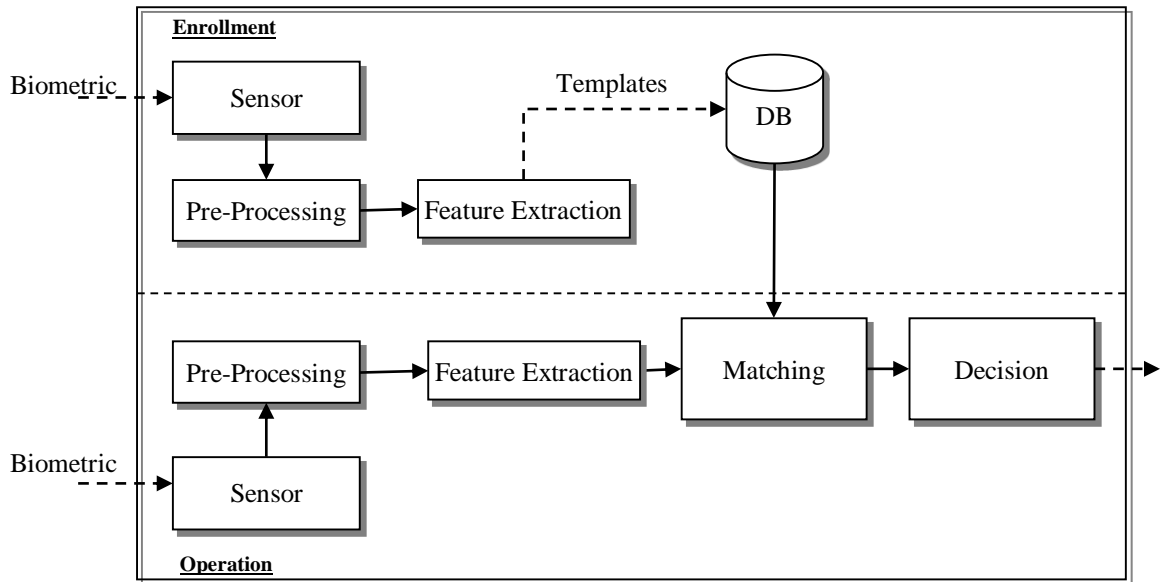 Enrollment
Biometric
Sensor
Templates
DB
Pre-Processing
Feature Extraction
Pre-Processing
Feature Extraction
Matching
Decision
Biometric
Sensor
Operation